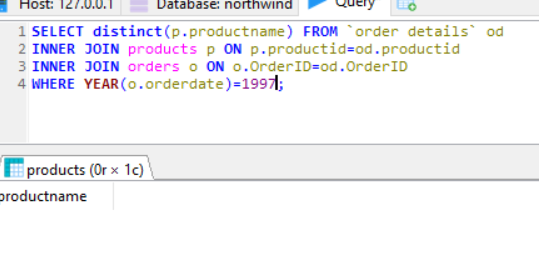 Host: 127.0.0.1 Database: northwind Query
1 SELECT distinct(p.productname) FROM `order details` od
2 INNER JOIN products p ON p.productid=od.productid
3 INNER JOIN orders o ON o.OrderID=od.OrderID
4 WHERE YEAR(o.orderdate)=1997;
products (0r × 1c)
productname